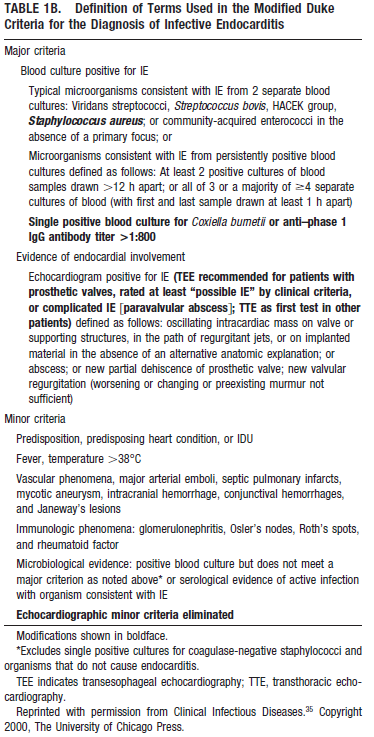 TABLE 1B. Definition of Terms Used in the Modified Duke
Criteria for the Diagnosis of Infective Endocarditis
Major criteria
Blood culture positive for IE
Typical microorganisms consistent with IE from 2 separate blood
cultures: Viridans streptococci, Streptococcus bovis, HACEK group,
Staphylococcus aureus; or community-acquired enterococci in the
absence of a primary focus; or
Microorganisms consistent with IE from persistently positive blood
cultures defined as follows: At least 2 positive cultures of blood
samples drawn >12 h apart; or all of 3 or a majority of ≥4 separate
cultures of blood (with first and last sample drawn at least 1 h apart)
Single positive blood culture for Coxiella burnetii or anti–phase 1
IgG antibody titer >1:800
Evidence of endocardial involvement
Echocardiogram positive for IE (TEE recommended for patients with
prosthetic valves, rated at least “possible IE” by clinical criteria,
or complicated IE [paravalvular abscess]; TTE as first test in other
patients) defined as follows: oscillating intracardiac mass on valve or
supporting structures, in the path of regurgitant jets, or on implanted
material in the absence of an alternative anatomic explanation; or
abscess; or new partial dehiscence of prosthetic valve; new valvular
regurgitation (worsening or changing or preexisting murmur not
sufficient)
Minor criteria
Predisposition, predisposing heart condition, or IDU
Fever, temperature >38°C
Vascular phenomena, major arterial emboli, septic pulmonary infarcts,
mycotic aneurysm, intracranial hemorrhage, conjunctival hemorrhages,
and Janeway’s lesions
Immunologic phenomena: glomerulonephritis, Osler’s nodes, Roth’s spots,
and rheumatoid factor
Microbiological evidence: positive blood culture but does not meet a
major criterion as noted above* or serological evidence of active infection
with organism consistent with IE
Echocardiographic minor criteria eliminated
Modifications shown in boldface.
*Excludes single positive cultures for coagulase-negative staphylococci and
organisms that do not cause endocarditis.
TEE indicates transesophageal echocardiography; TTE, transthoracic echo-
cardiography.
Reprinted with permission from Clinical Infectious Diseases.35 Copyright
2000, The University of Chicago Press.